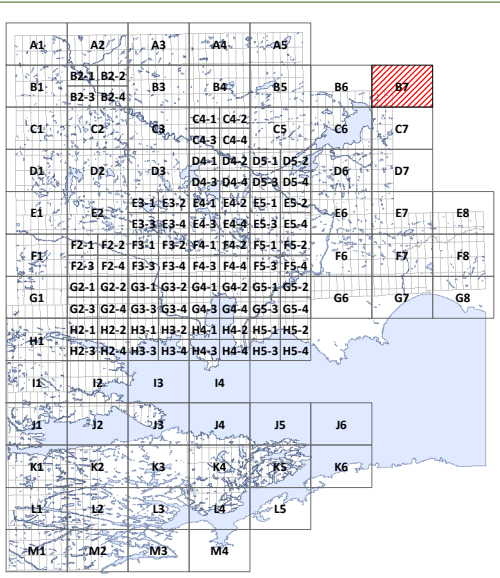 A1 A2 A3 A4 A5
B1 B2-1 B2-2 B3 B4 B5 B6 B7
B2-3 B2-4
C1 C2 C3 C4-1 C4-2 C5 C6 C7
C4-3 C4-4
D1 D2 D3 D4-1 D4-2 D5-1 D5-2 D6 D7
D4-3 D4-4 D5-3 D5-4
E1 E2 E3-1 E3-2 E4-1 E4-2 E5-1 E5-2 E6 E7 E8
E3-3 E3-4 E4-3 E4-4 E5-3 E5-4
F1 F2-1 F2-2 F3-1 F3-2 F4-1 F4-2 F5-1 F5-2 F6 F7 F8
F2-3 F2-4 F3-3 F3-4 F4-3 F4-4 F5-3 F5-4
G1 G2-1 G2-2 G3-1 G3-2 G4-1 G4-2 G5-1 G5-2 G6 G7 G8
G2-3 G2-4 G3-3 G3-4 G4-3 G4-4 G5-3 G5-4
H1 H2-1 H2-2 H3-1 H3-2 H4-1 H4-2 H5-1 H5-2
H2-3 H2-4 H3-3 H3-4 H4-3 H4-4 H5-3 H5-4
I1 I2 I3 I4
J1 J2 J3 J4 J5 J6
K1 K2 K3 K4 K5 K6
L1 L2 L3 L4 L5
M1 M2 M3 M4